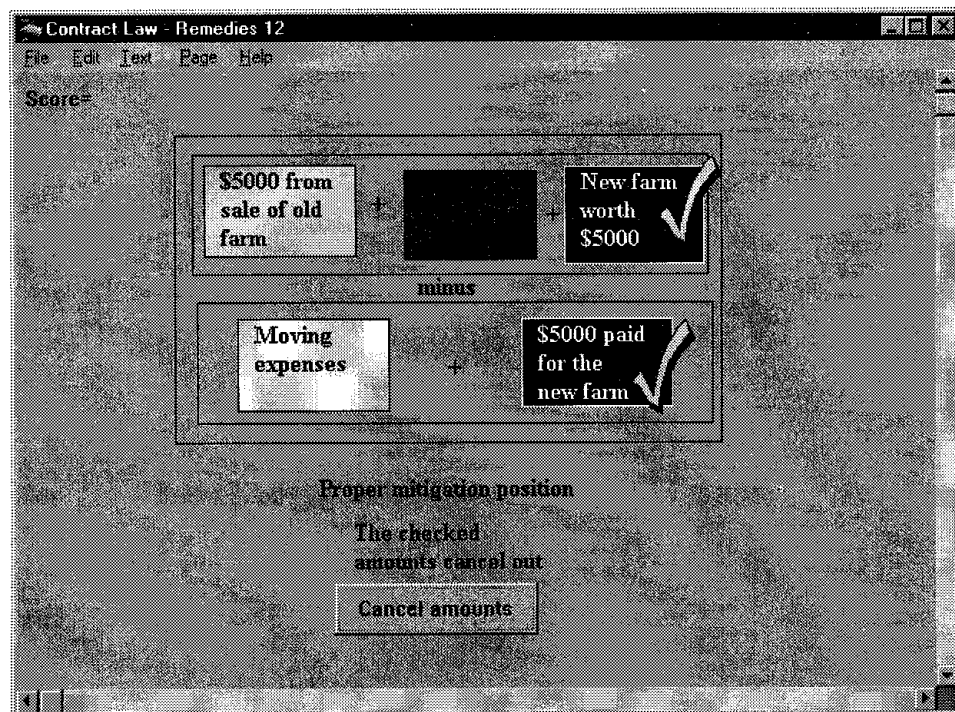 Contract Law - Remedies 12
File Edit Text Page Help
Score=
$5000 from
sale of old
farm
+
+
New farm
worth
$5000
minus
Moving
expenses
+
$5000 paid
for the
new farm
Proper mitigation position
The checked
amounts cancel out
Cancel amounts